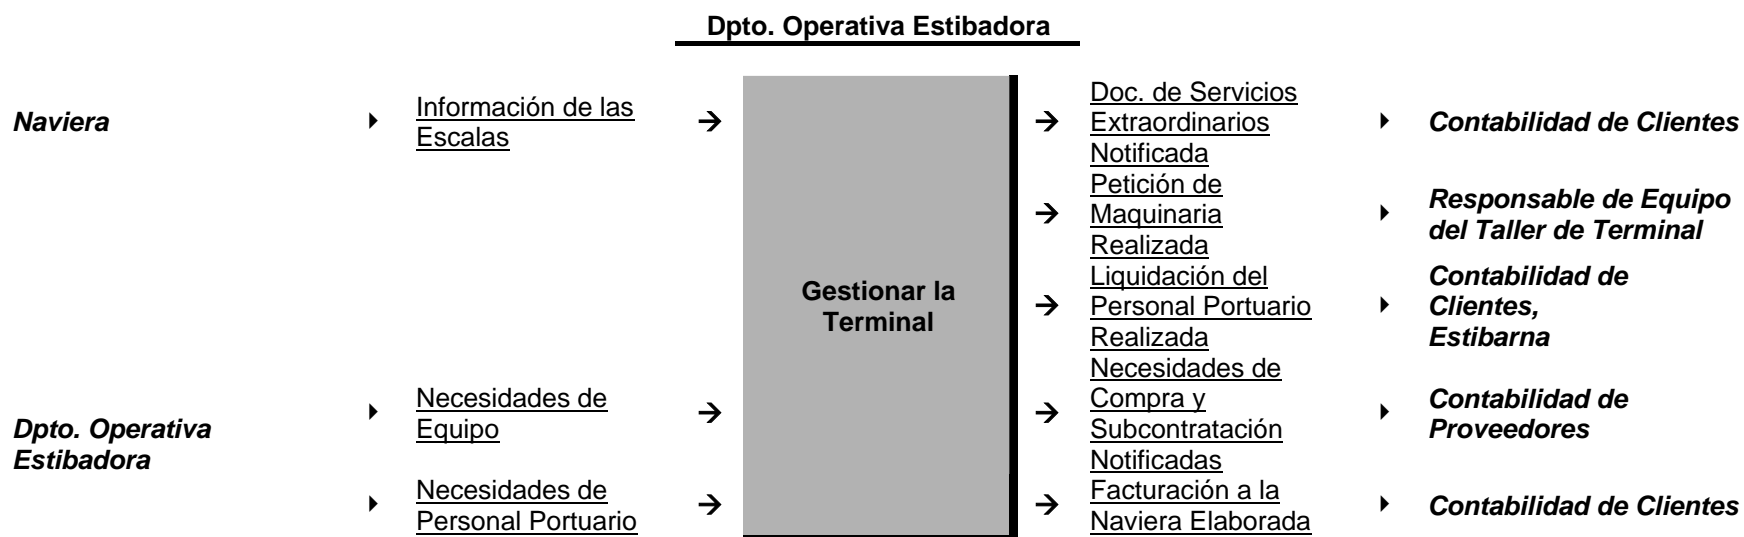 Dpto. Operativa Estibadora
Naviera
Información de las
Escalas
Doc. de Servicios
Extraordinarios
Notificada
Contabilidad de Clientes
Petición de
Maquinaria
Realizada
Responsable de Equipo
del Taller de Terminal
Gestionar la
Terminal
Liquidación del
Personal Portuario
Realizada
Contabilidad de
Clientes,
Estibarna
Dpto. Operativa
Estibadora
Necesidades de
Equipo
Necesidades de
Compra y
Subcontratación
Notificadas
Contabilidad de
Proveedores
Necesidades de
Personal Portuario
Facturación a la
Naviera Elaborada
Contabilidad de Clientes